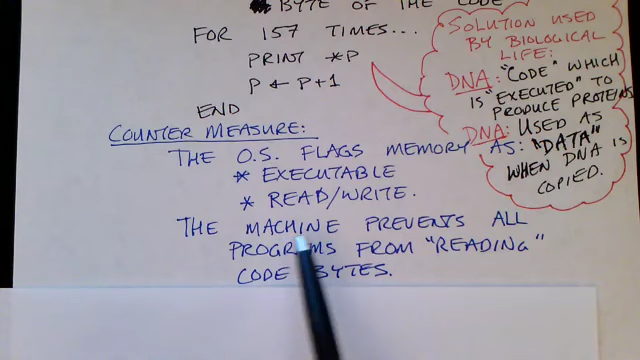 * BYTE OF THE CODE
FOR 157 TIMES...
PRINT *P
P ← P+1
END
SOLUTION USED
BY BIOLOGICAL
LIFE:
DNA: "CODE" WHICH
IS "EXECUTED" TO
PRODUCE PROTEINS
DNA: USED AS
"DATA"
WHEN DNA IS
COPIED.
COUNTER MEASURE:
THE O.S. FLAGS MEMORY AS:
* EXECUTABLE
* READ/WRITE.
THE MACHINE PREVENTS ALL
PROGRAMS FROM "READING"
CODE BYTES.